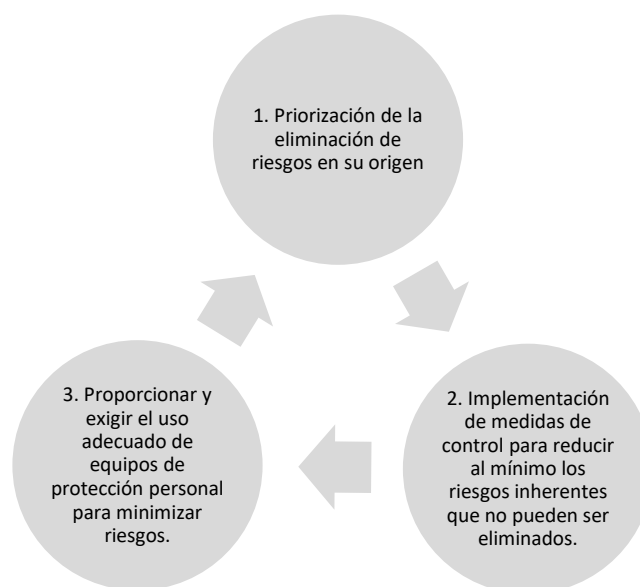 1. Priorización de la
eliminación de
riesgos en su origen
2. Implementación
de medidas de
control para reducir
al mínimo los
riesgos inherentes
que no pueden ser
eliminados.
3. Proporcionar y
exigir el uso
adecuado de
equipos de
protección personal
para minimizar
riesgos.